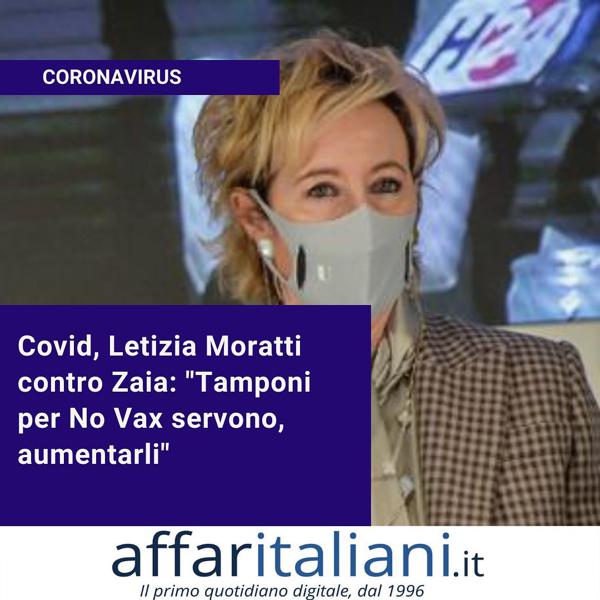 H24
CORONAVIRUS
Covid, Letizia Moratti
contro Zaia: "Tamponi
per No Vax servono,
aumentarli"
affaritaliani.it
Il primo quotidiano digitale, dal 1996